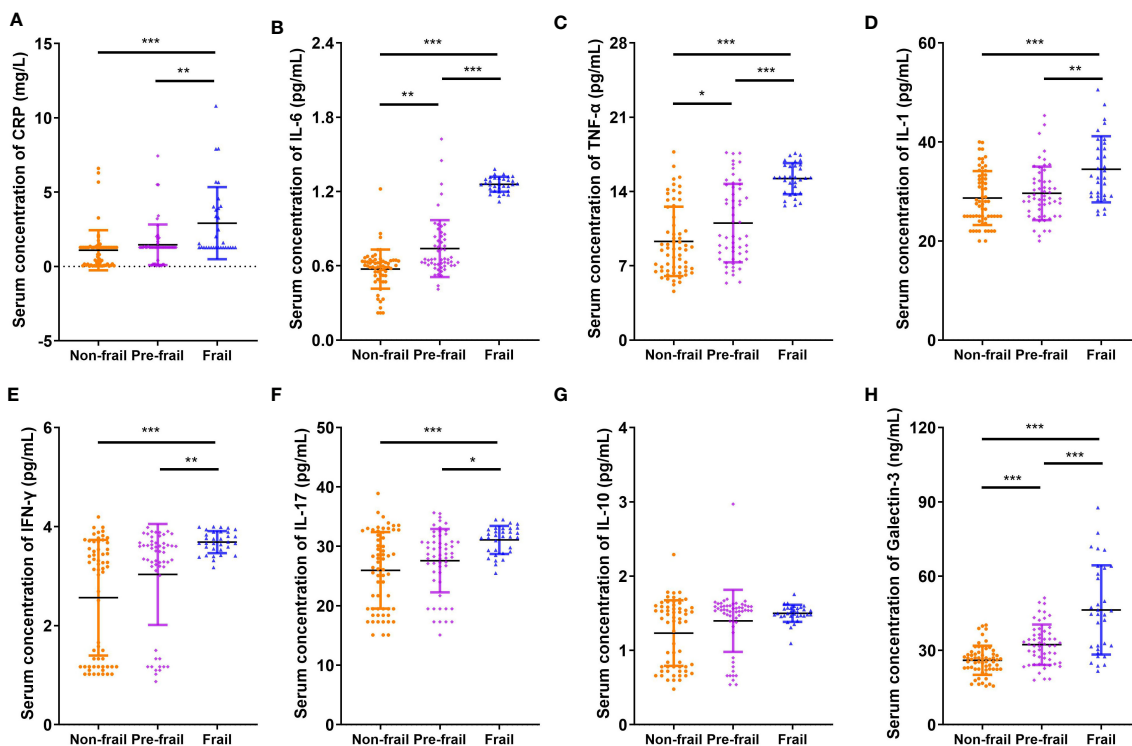 A
Serum concentration of CRP (mg/L)
15
10
5
0
-5
***
**
Non-frail Pre-frail Frail
B
Serum concentration of IL-6 (pg/mL)
2.4
1.8
1.2
0.6
0.0
***
***
**
Non-frail Pre-frail Frail
C
Serum concentration of TNF-α (pg/mL)
28
21
14
7
0
***
***
*
Non-frail Pre-frail Frail
D
Serum concentration of IL-1 (pg/mL)
60
40
20
0
***
**
Non-frail Pre-frail Frail
E
Serum concentration of IFN-γ (pg/mL)
6
4
2
0
***
**
Non-frail Pre-frail Frail
F
Serum concentration of IL-17 (pg/mL)
50
40
30
20
10
0
***
*
Non-frail Pre-frail Frail
G
Serum concentration of IL-10 (pg/mL)
4
3
2
1
0
Non-frail Pre-frail Frail
H
Serum concentration of Galectin-3 (ng/mL)
120
90
60
30
0
***
***
***
Non-frail Pre-frail Frail